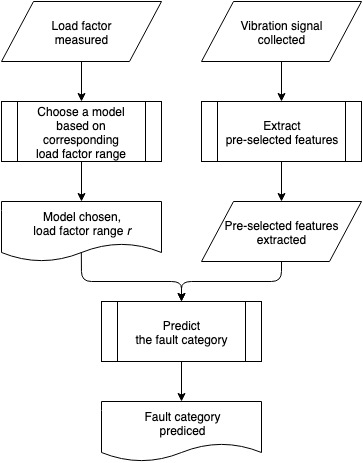 Load factor
measured
Vibration signal
collected
Choose a model
based on
corresponding
load factor range
Extract
pre-selected features
Model chosen,
load factor range r
Pre-selected features
extracted
Predict
the fault category
Fault category
prediced